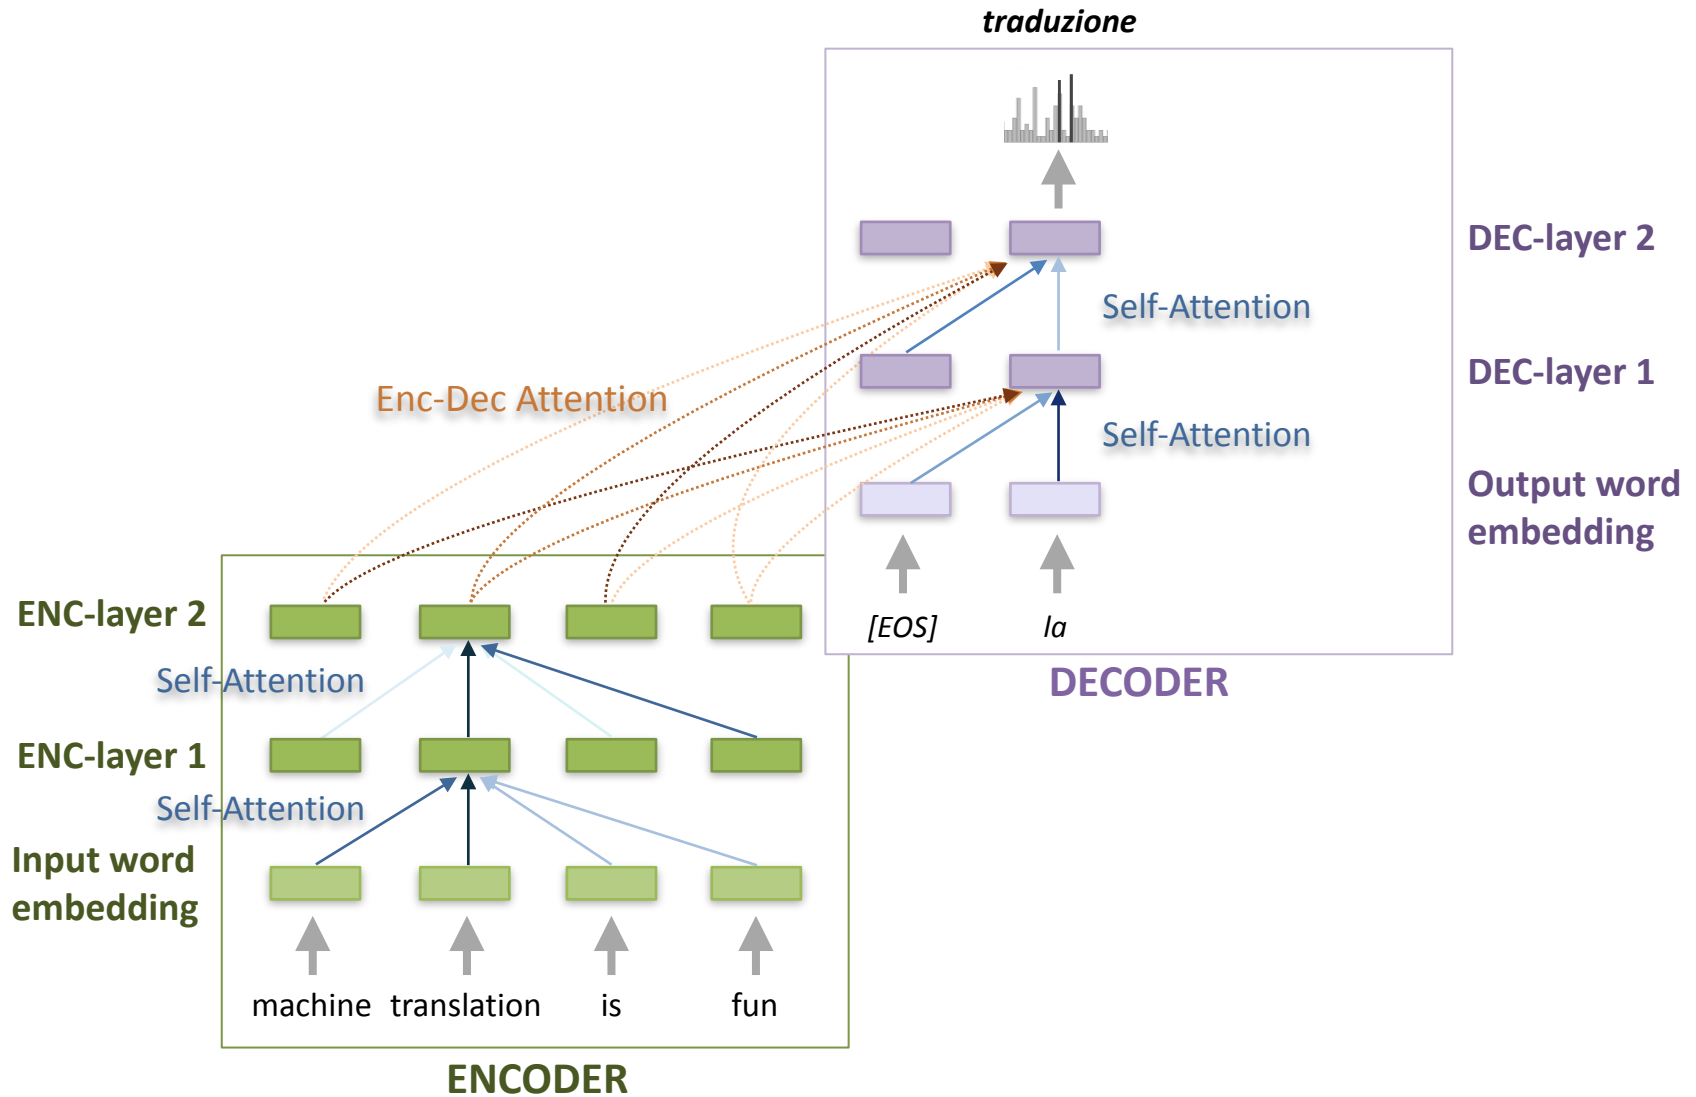 traduzione
DEC-layer 2
Self-Attention
DEC-layer 1
Enc-Dec Attention
Self-Attention
Output word
embedding
ENC-layer 2
[EOS] la
Self-Attention
DECODER
ENC-layer 1
Self-Attention
Input word
embedding
machine translation is fun
ENCODER